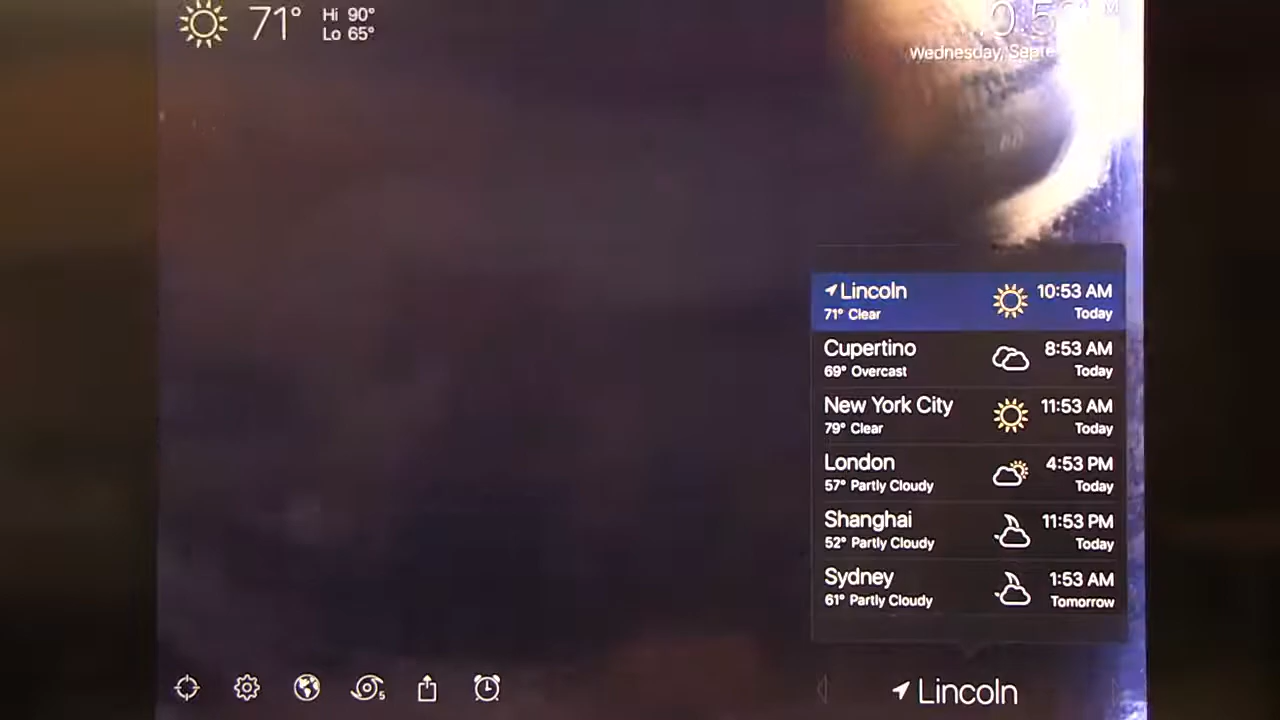 71°
Hi 90°
Lo 65°
Wednesday,
Lincoln
10:53 AM
71° Clear
Today
Cupertino
8:53 AM
69° Overcast
Today
New York City
11:53 AM
79° Clear
Today
London
4:53 PM
57° Partly Cloudy
Today
Shanghai
11:53 PM
52° Partly Cloudy
Today
Sydney
1:53 AM
61° Partly Cloudy
Tomorrow
5
Lincoln